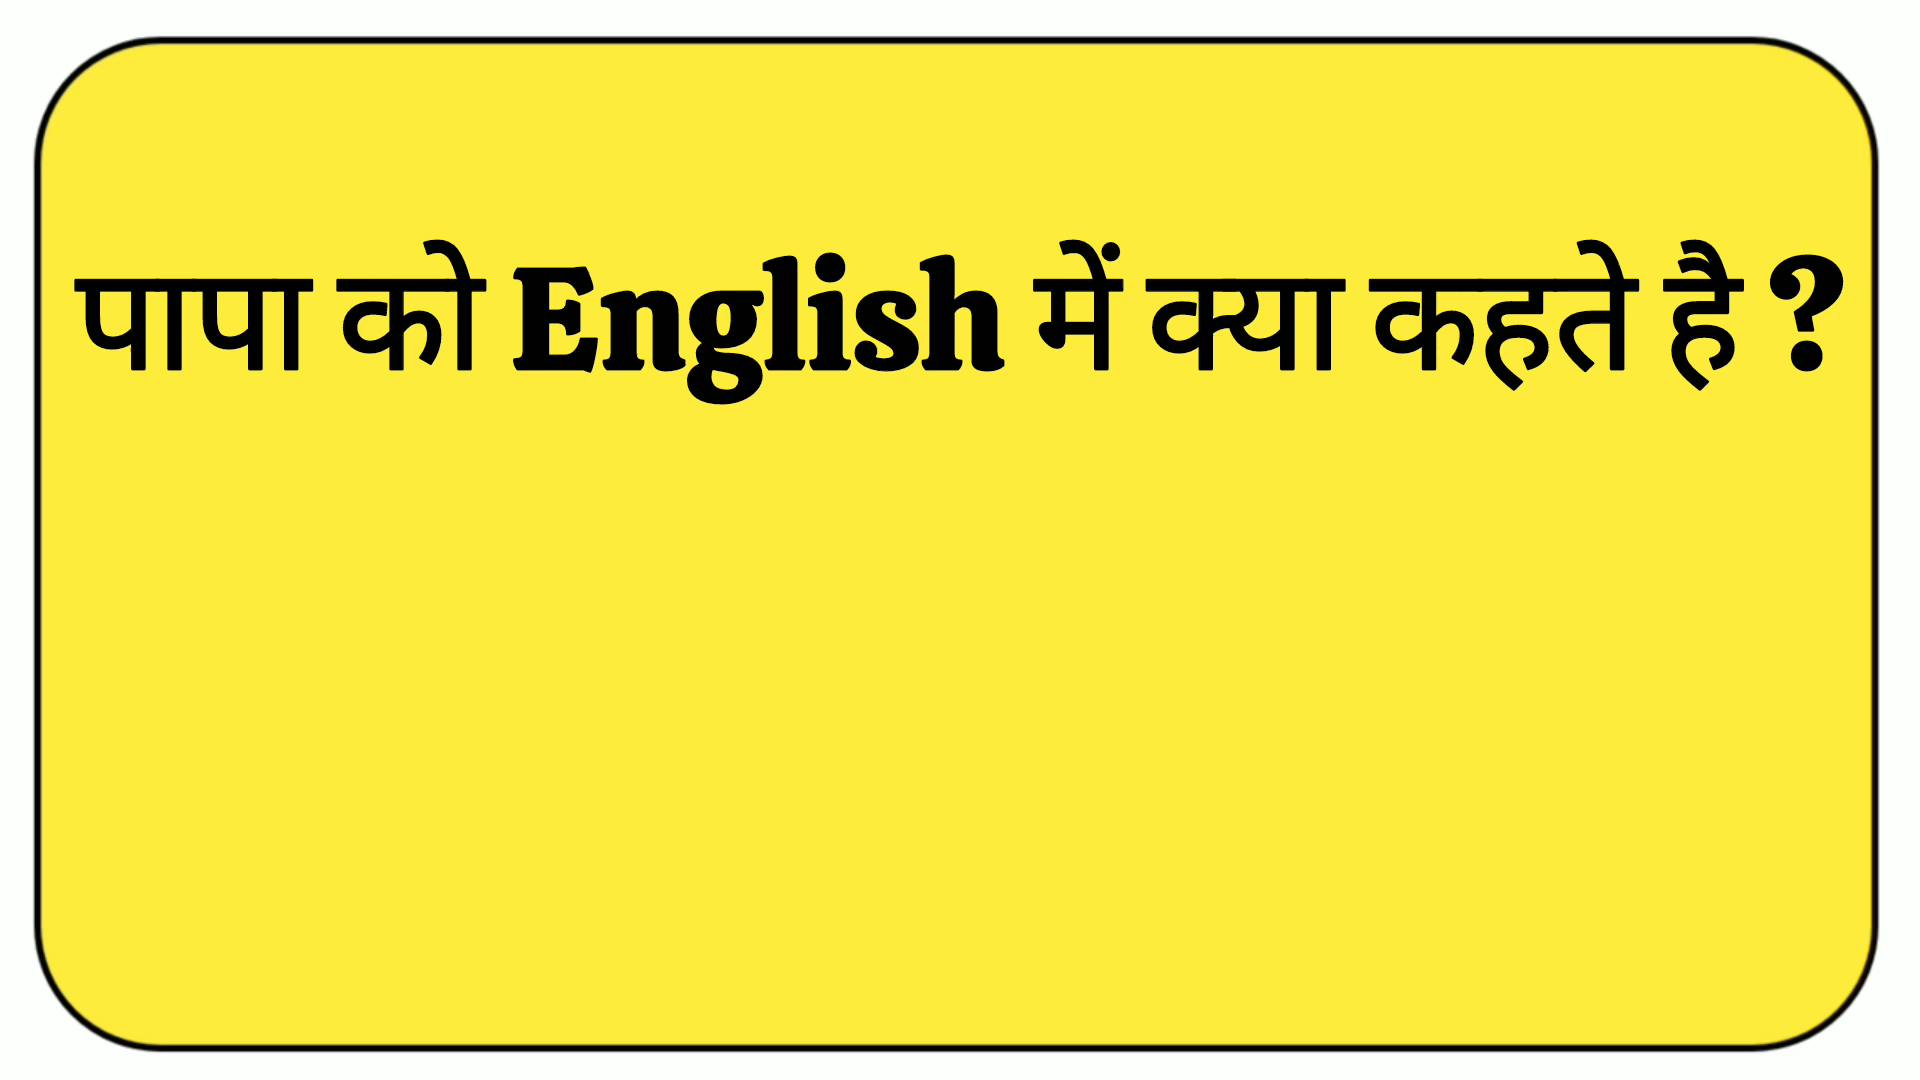 पापा को English में क्या कहते है ?